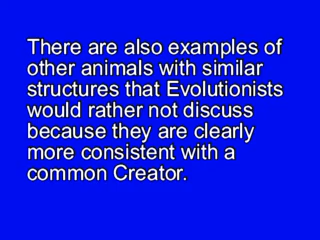 There are also examples of
other animals with similar
structures that Evolutionists
would rather not discuss
because they are clearly
more consistent with a
common Creator.